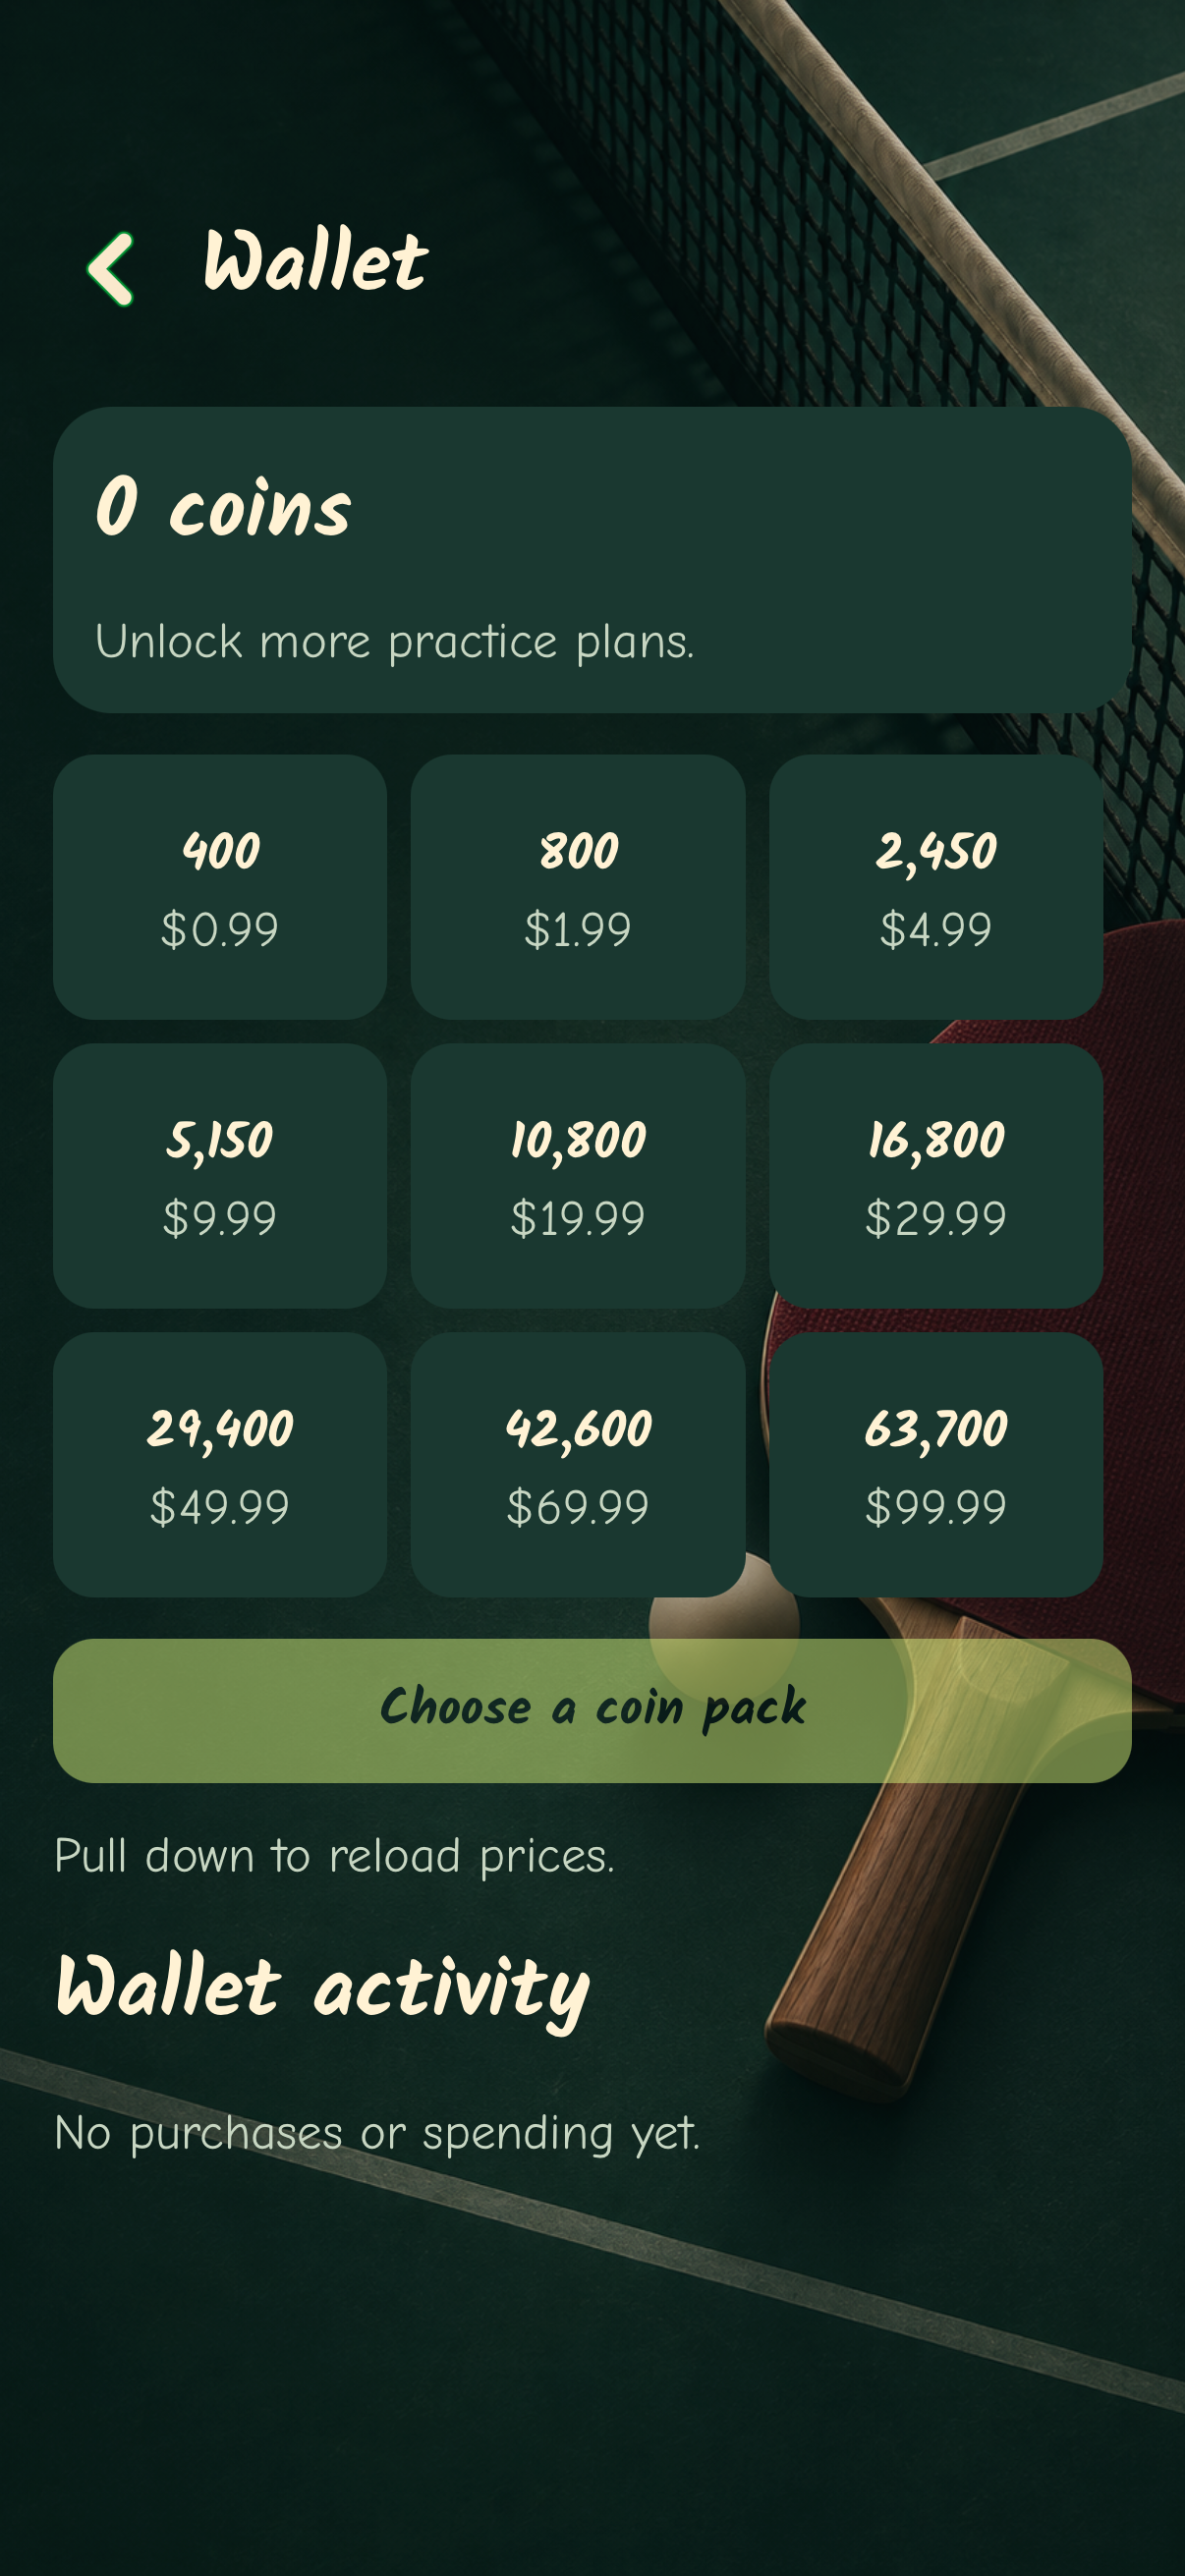 Wallet
0 coins
Unlock more practice plans.
400
$0.99
800
$1.99
2,450
$4.99
5,150
$9.99
10,800
$19.99
16,800
$29.99
29,400
$49.99
42,600
$69.99
63,700
$99.99
Choose a coin pack
Pull down to reload prices.
Wallet activity
No purchases or spending yet.